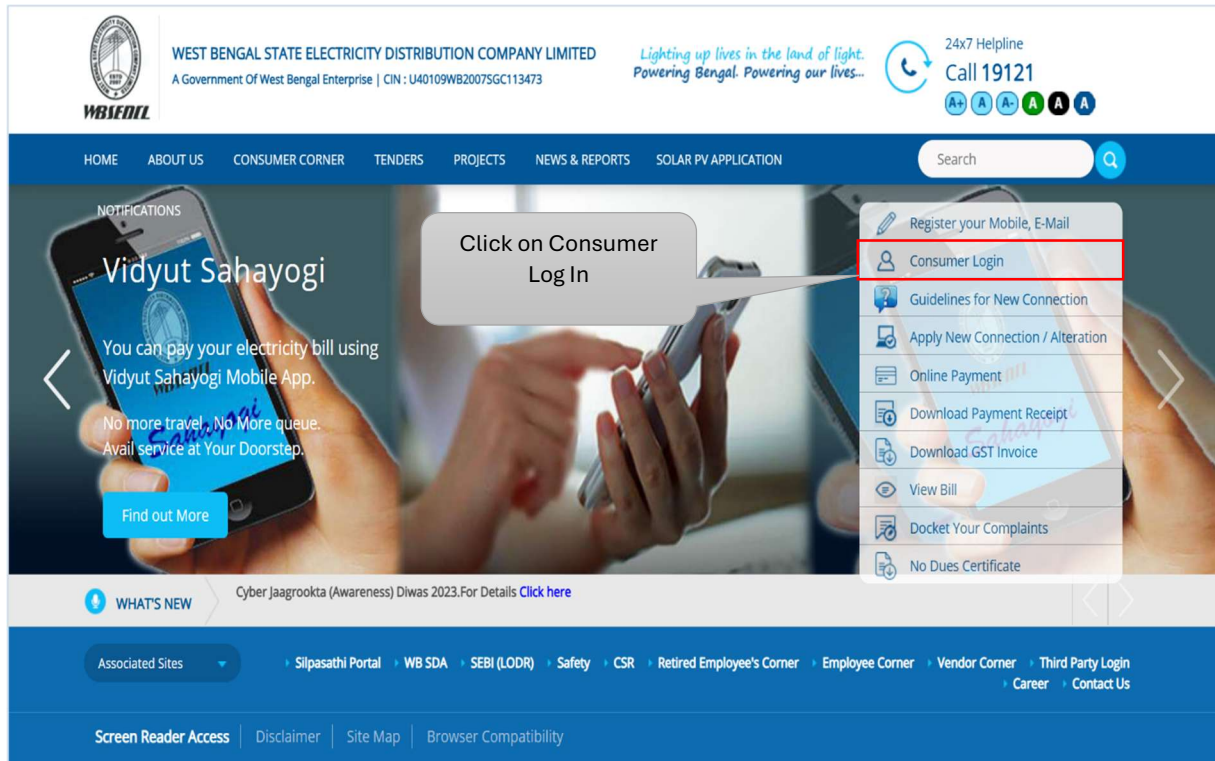 WBSEDCL
WEST BENGAL STATE ELECTRICITY DISTRIBUTION COMPANY LIMITED
A Government Of West Bengal Enterprise | CIN : U40109WB2007SGC113473
Lighting up lives in the land of light.
Powering Bengal. Powering our lives...
24x7 Helpline
Call 19121
A+ A A- A A A
HOME ABOUT US CONSUMER CORNER TENDERS PROJECTS NEWS & REPORTS SOLAR PV APPLICATION Search
NOTIFICATIONS
Vidyut Sahayogi
You can pay your electricity bill using
Vidyut Sahayogi Mobile App.
No more travel, No More queue.
Avail service at Your Doorstep.
Find out More
Sahayogi
Click on Consumer
Log In
Register your Mobile, E-Mail
Consumer Login
Guidelines for New Connection
Apply New Connection / Alteration
Online Payment
Download Payment Receipt
Download GST Invoice
View Bill
Docket Your Complaints
No Dues Certificate
Sahayogi
WHAT'S NEW Cyber Jaagrookta (Awareness) Diwas 2023.For Details Click here
Associated Sites Silpasathi Portal WB SDA SEBI (LODR) Safety CSR Retired Employee's Corner Employee Corner Vendor Corner Third Party Login
Career Contact Us
Screen Reader Access Disclaimer Site Map Browser Compatibility